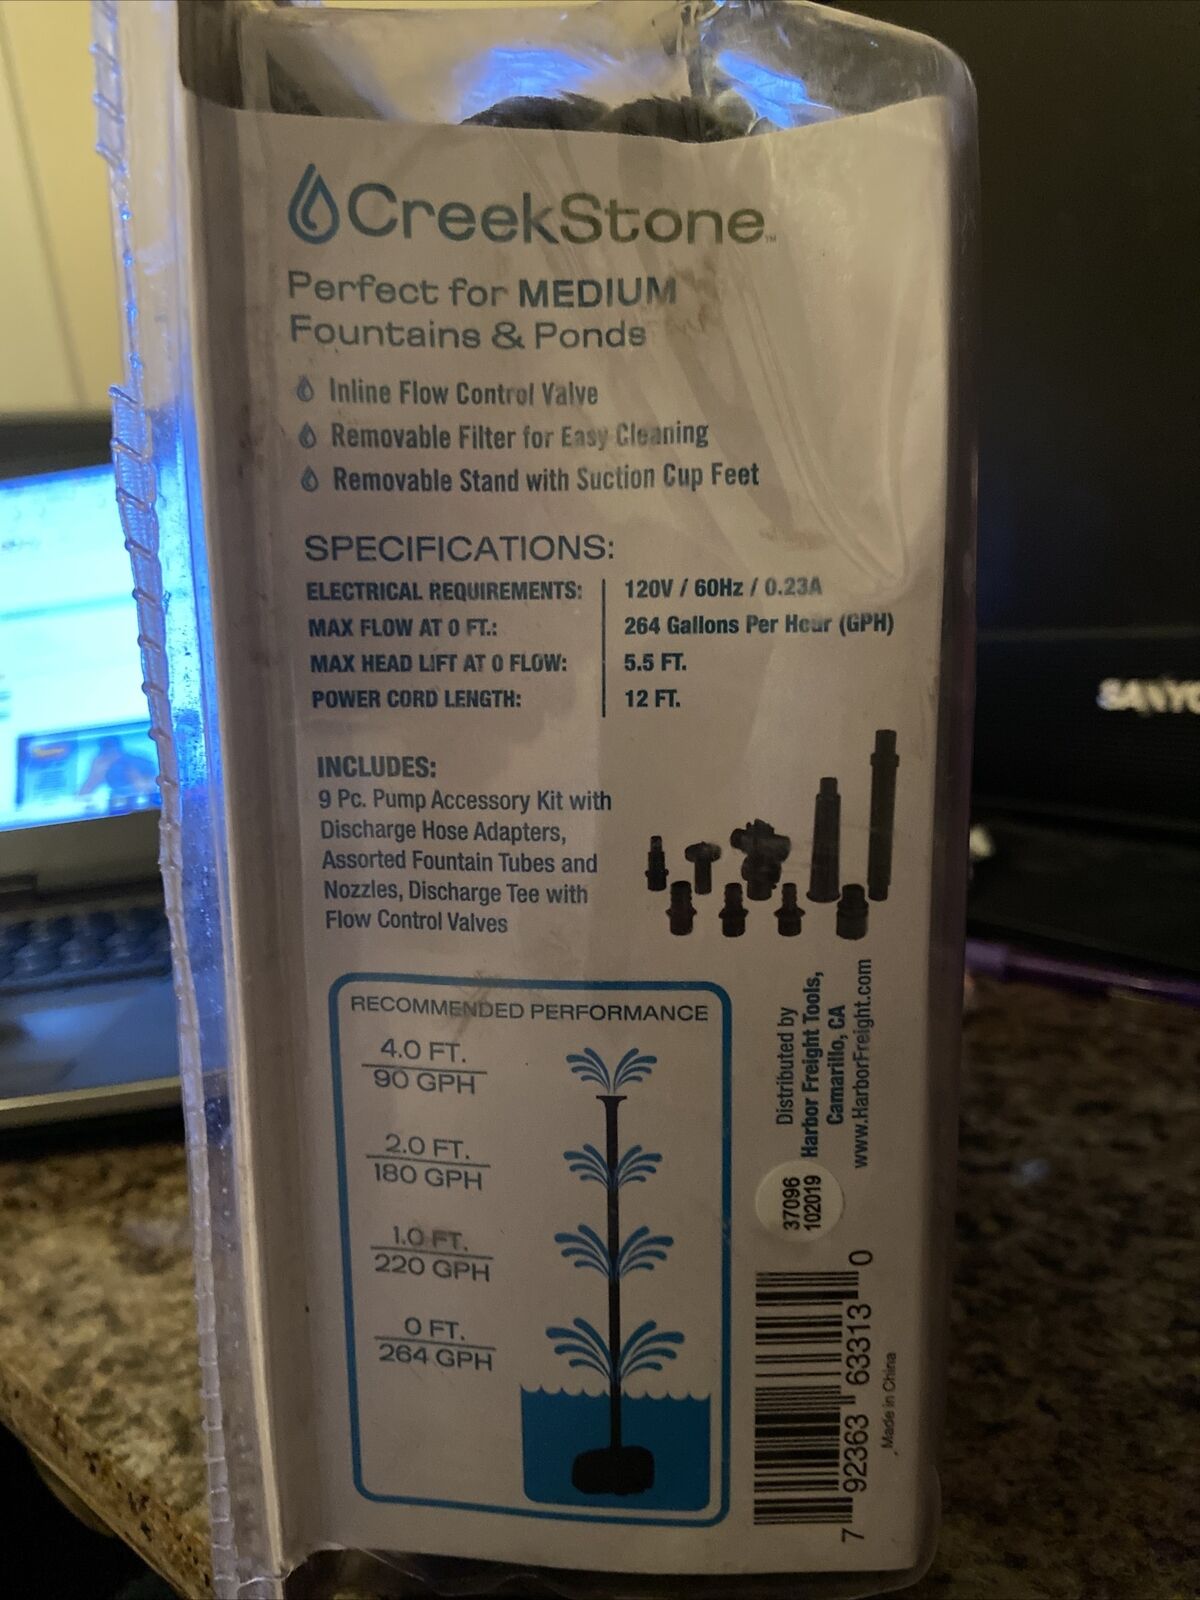 CreekStone™
Perfect for MEDIUM
Fountains & Ponds
Inline Flow Control Valve
Removable Filter for Easy Cleaning
Removable Stand with Suction Cup Feet
SPECIFICATIONS:
ELECTRICAL REQUIREMENTS: 120V / 60Hz / 0.23A
MAX FLOW AT 0 FT.: 264 Gallons Per Hour (GPH)
MAX HEAD LIFT AT 0 FLOW: 5.5 FT.
POWER CORD LENGTH: 12 FT.
INCLUDES:
9 Pc. Pump Accessory Kit with
Discharge Hose Adapters,
Assorted Fountain Tubes and
Nozzles, Discharge Tee with
Flow Control Valves
RECOMMENDED PERFORMANCE
4.0 FT.
90 GPH
2.0 FT.
180 GPH
1.0 FT.
220 GPH
0 FT.
264 GPH
Distributed by
Harbor Freight Tools,
Camarillo, CA
www.HarborFreight.com
37096
102019
7 92363 63313 0
Made in China
SANYO